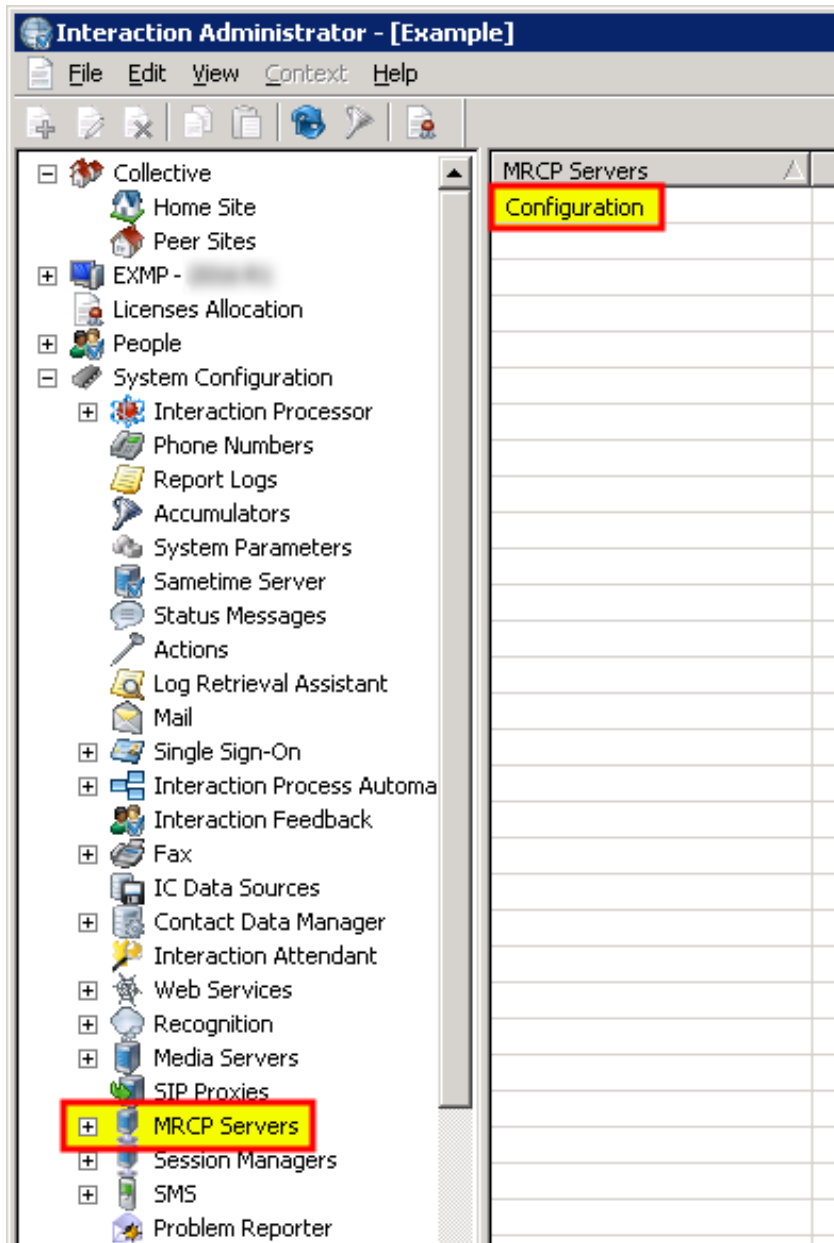 Interaction Administrator - [Example]
File Edit View Context Help
Collective
Home Site
Peer Sites
EXMP -
Licenses Allocation
People
System Configuration
Interaction Processor
Phone Numbers
Report Logs
Accumulators
System Parameters
Sametime Server
Status Messages
Actions
Log Retrieval Assistant
Mail
Single Sign-On
Interaction Process Automa
Interaction Feedback
Fax
IC Data Sources
Contact Data Manager
Interaction Attendant
Web Services
Recognition
Media Servers
SIP Proxies
MRCP Servers
Session Managers
SMS
Problem Reporter
MRCP Servers
Configuration